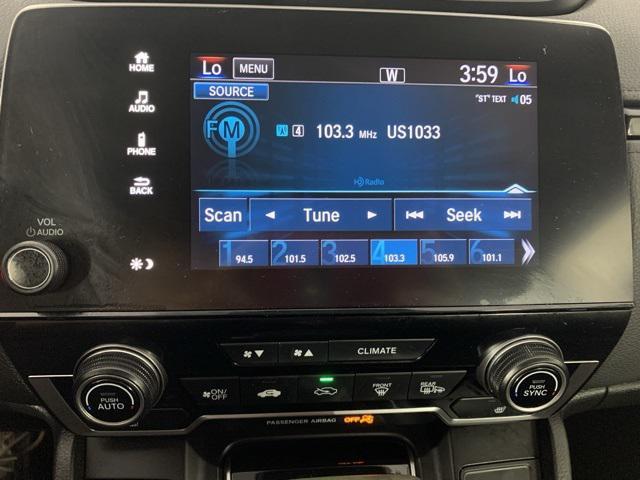 HOME
AUDIO
PHONE
BACK
VOL
AUDIO
Lo MENU W 3:59 Lo
SOURCE
"ST" TEXT 05
FM 4 103.3 MHz US1033
HD Radio
Scan Tune Seek
1 94.5 2 101.5 3 102.5 4 103.3 5 105.9 6 101.1
CLIMATE
PUSH AUTO
ON/OFF
FRONT
REAR
PUSH SYNC
PASSENGER AIRBAG OFF